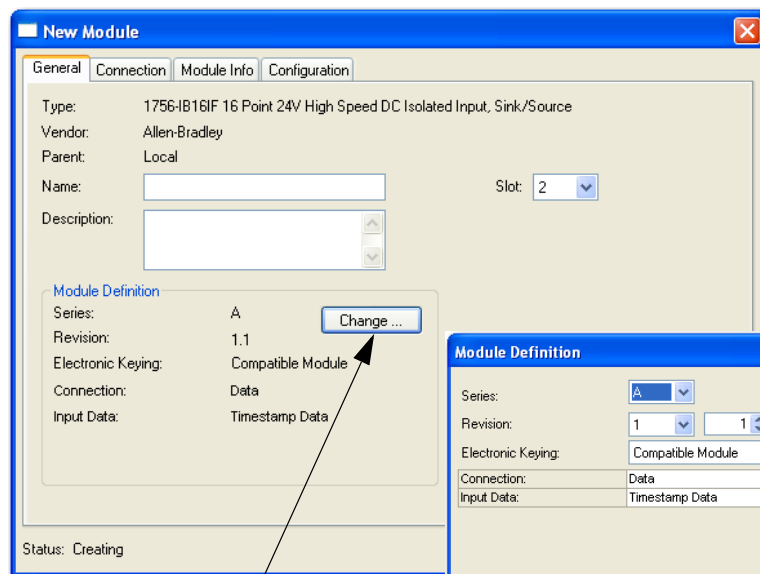 New Module
General Connection Module Info Configuration
Type: 1756-IB16IF 16 Point 24V High Speed DC Isolated Input, Sink/Source
Vendor: Allen-Bradley
Parent: Local
Name: Slot: 2
Description:
Module Definition
Series: A Change ...
Revision: 1.1
Electronic Keying: Compatible Module
Connection: Data
Input Data: Timestamp Data
Status: Creating
Module Definition
Series: A
Revision: 1 1
Electronic Keying: Compatible Module
Connection: Data
Input Data: Timestamp Data